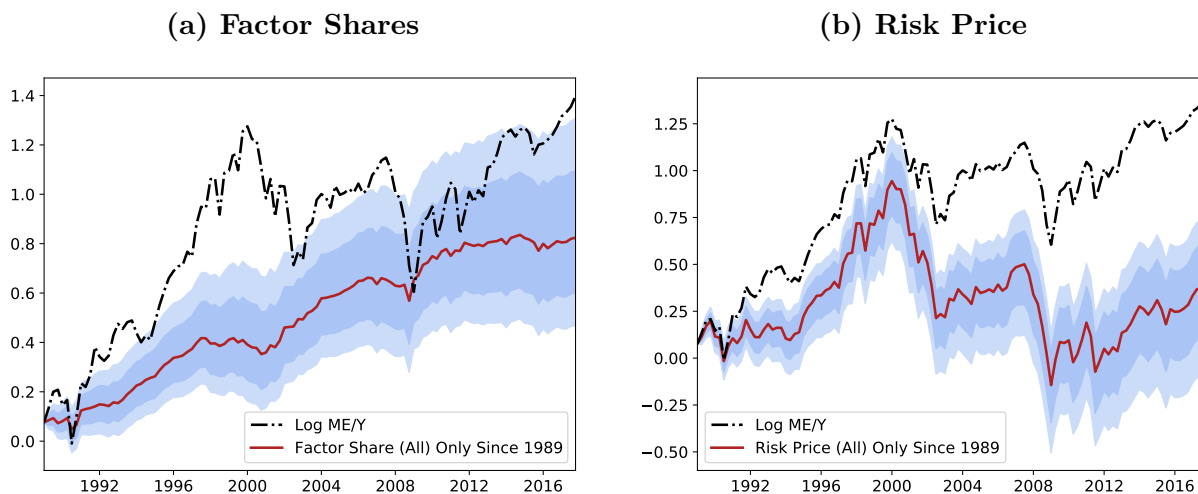 (a) Factor Shares
1.4
1.2
1.0
0.8
0.6
0.4
0.2
0.0
1992 1996 2000 2004 2008 2012 2016
Log ME/Y
Factor Share (All) Only Since 1989
(b) Risk Price
1.25
1.00
0.75
0.50
0.25
0.00
−0.25
−0.50
1992 1996 2000 2004 2008 2012 2016
Log ME/Y
Risk Price (All) Only Since 1989